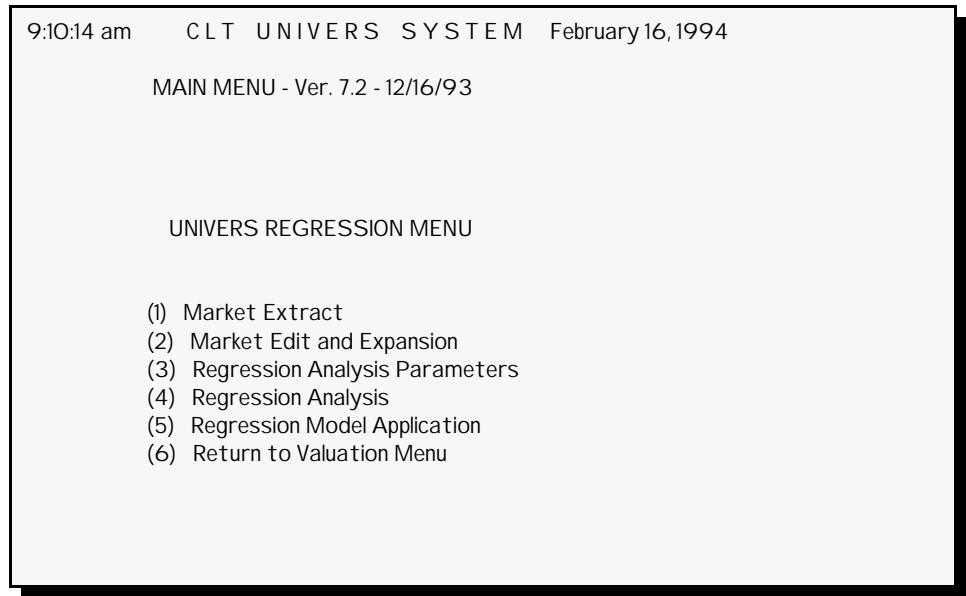 9:10:14 am CLT UNIVERS SYSTEM February 16, 1994
MAIN MENU - Ver. 7.2 - 12/16/93
UNIVERS REGRESSION MENU
(1) Market Extract
(2) Market Edit and Expansion
(3) Regression Analysis Parameters
(4) Regression Analysis
(5) Regression Model Application
(6) Return to Valuation Menu